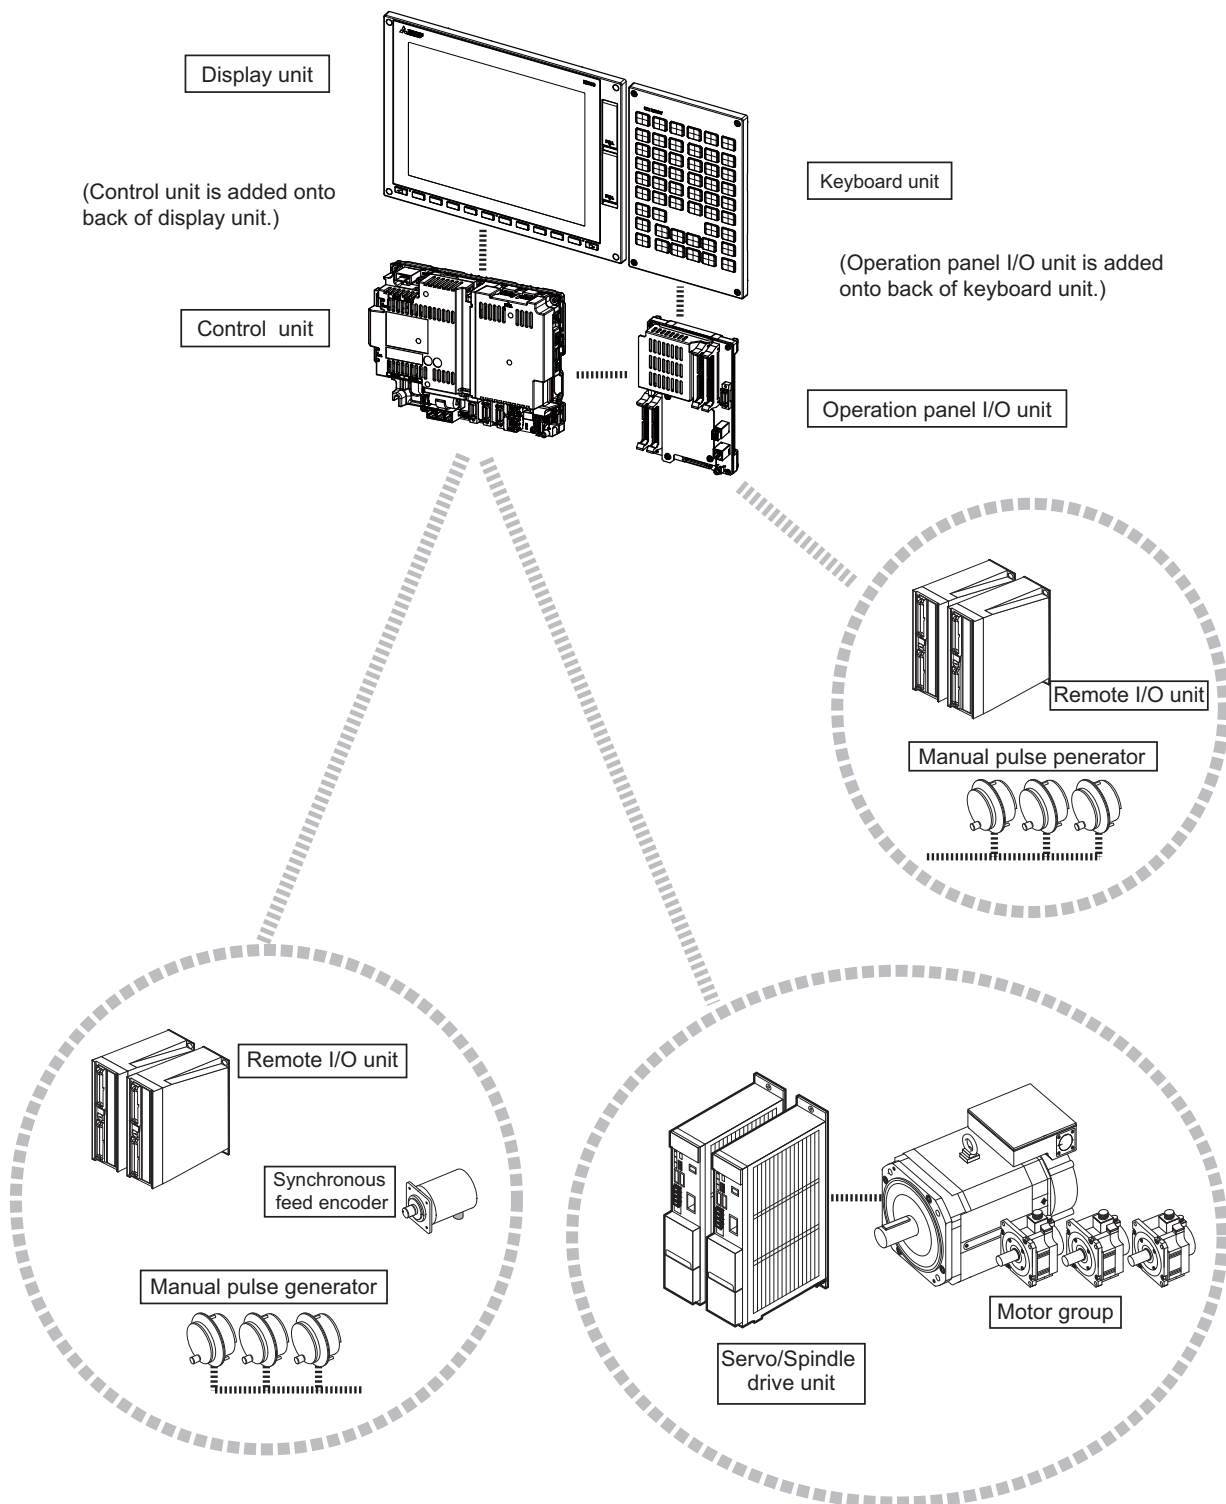 Display unit
(Control unit is added onto
back of display unit.)
Keyboard unit
(Operation panel I/O unit is added
onto back of keyboard unit.)
Control unit
Operation panel I/O unit
Remote I/O unit
Manual pulse penerator
Remote I/O unit
Synchronous
feed encoder
Manual pulse generator
Motor group
Servo/Spindle
drive unit